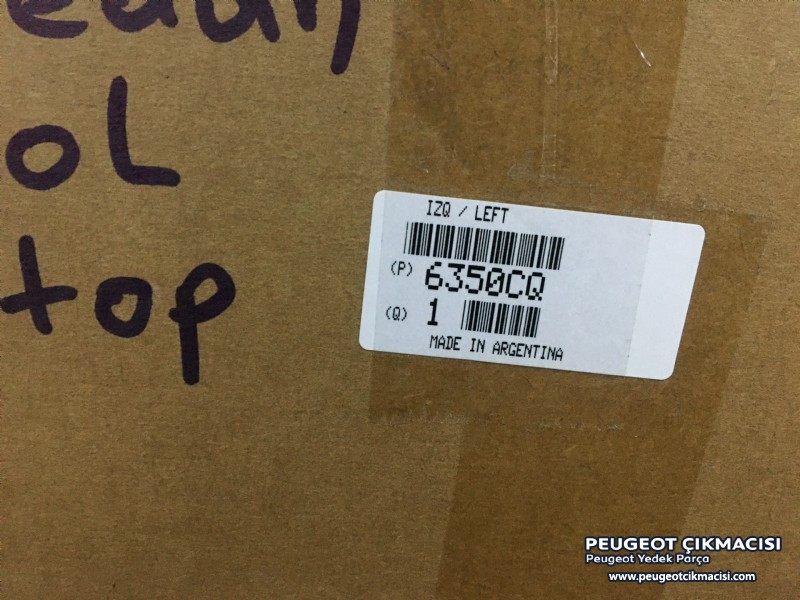 oL
top
IZQ / LEFT
(P) 6350CQ
(Q) 1
MADE IN ARGENTINA
PEUGEOT ÇIKMACISI
Peugeot Yedek Parça
www.peugeotcikmacisi.com